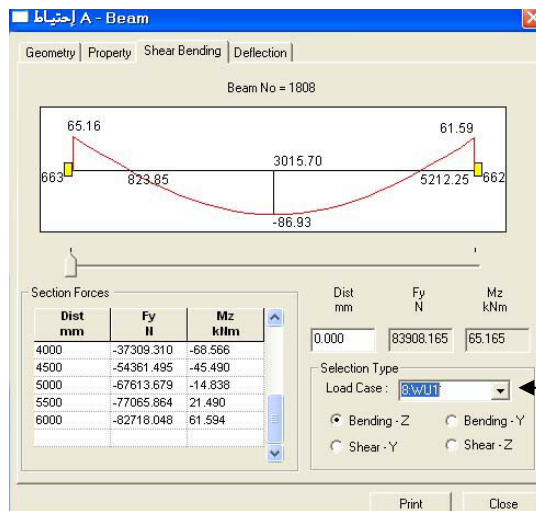 إحتياط A - Beam
Geometry Property Shear Bending Deflection
Beam No = 1808
65.16 61.59
3015.70
663 823.85 5212.25 662
-86.93
Section Forces
Dist Fy Mz
mm N kNm
4000 -37309.310 -68.566
4500 -54361.495 -45.490
5000 -67613.679 -14.838
5500 -77065.864 21.490
6000 -82718.048 61.594
Dist Fy Mz
mm N kNm
0.000 83908.165 65.165
Selection Type
Load Case : 8:WU1
Bending - Z Bending - Y
Shear - Y Shear - Z
Print Close